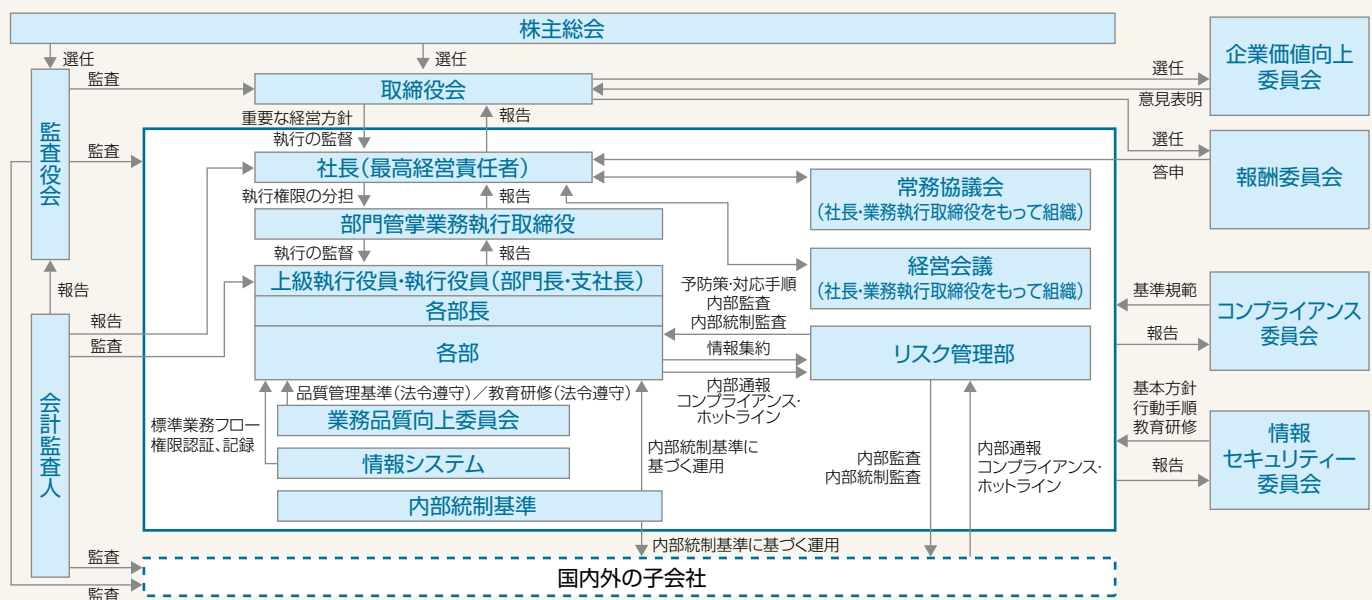 株主総会
選任
選任
監査
取締役会
選任
意見表明
企業価値向上
委員会
監査役会
重要な経営方針
執行の監督
報告
監査
社長(最高経営責任者)
選任
答申
報酬委員会
執行権限の分担
報告
常務協議会
(社長・業務執行取締役をもって組織)
部門管掌業務執行取締役
執行の監督
報告
経営会議
(社長・業務執行取締役をもって組織)
上級執行役員・執行役員(部門長・支社長)
各部長
各部
予防策・対応手順
内部監査
内部統制監査
情報集約
内部通報
コンプライアンス・
ホットライン
リスク管理部
基準規範
報告
コンプライアンス
委員会
報告
報告
監査
会計監査人
品質管理基準(法令遵守)/教育研修(法令遵守)
標準業務フロー
権限認証、記録
業務品質向上委員会
情報システム
内部統制基準
内部統制基準に
基づく運用
内部監査
内部統制監査
内部通報
コンプライアンス・
ホットライン
基本方針
行動手順
教育研修
報告
情報
セキュリティー
委員会
内部統制基準に基づく運用
監査
監査
国内外の子会社